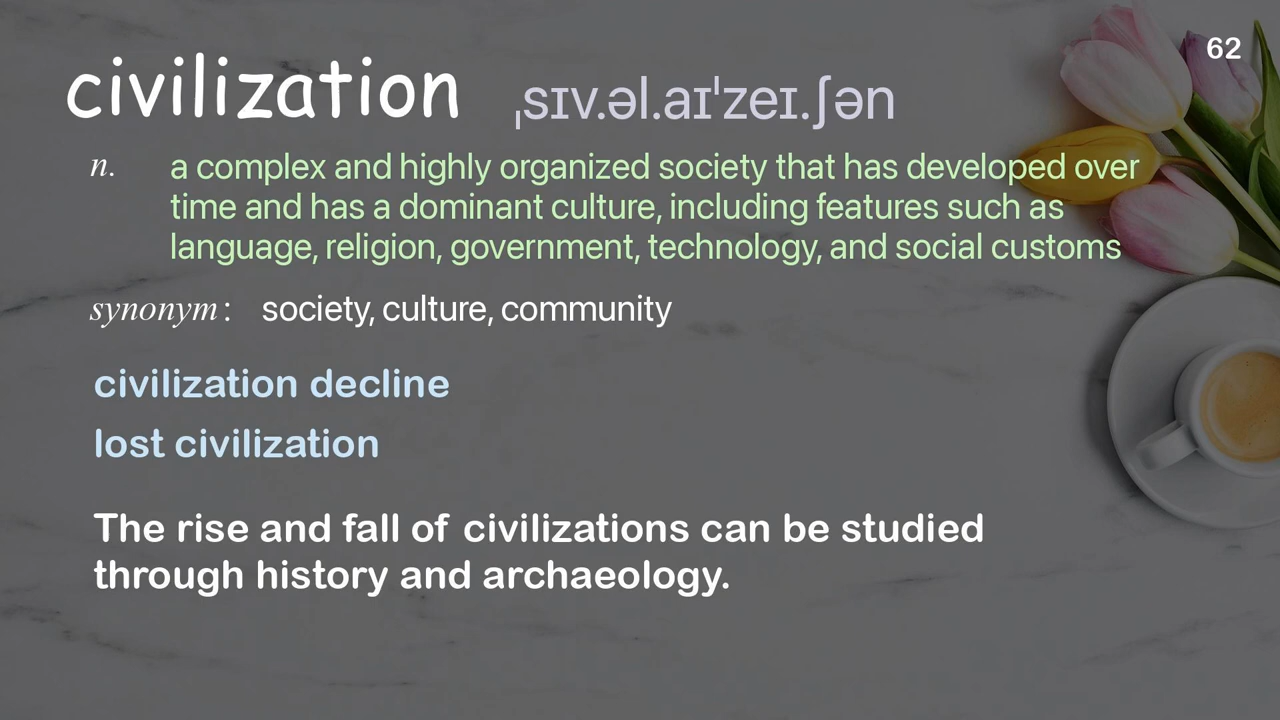 62
civilization ˌsɪv.əl.aɪˈzeɪ.ʃən
n. a complex and highly organized society that has developed over
time and has a dominant culture, including features such as
language, religion, government, technology, and social customs
synonym: society, culture, community
civilization decline
lost civilization
The rise and fall of civilizations can be studied
through history and archaeology.